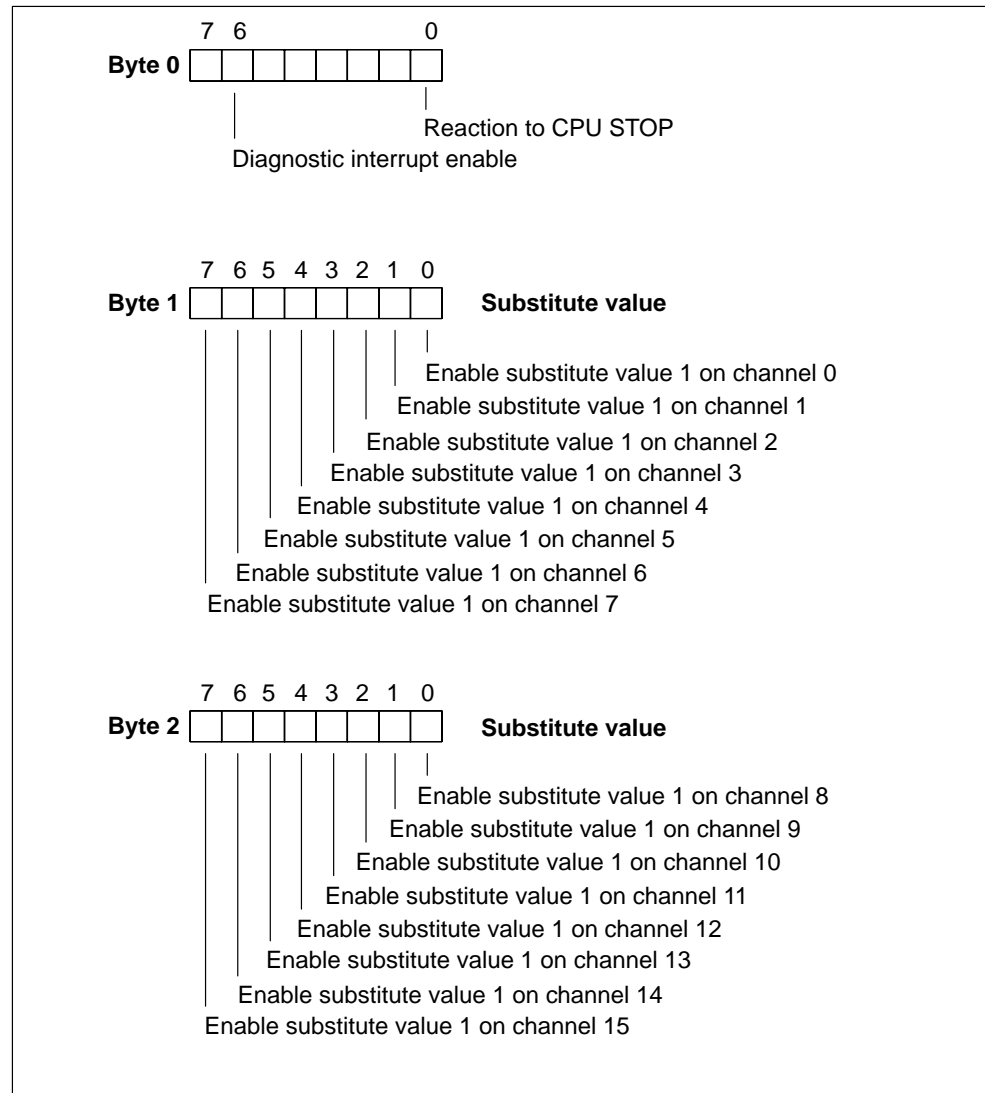 7 6 0
Byte 0
Reaction to CPU STOP
Diagnostic interrupt enable
7 6 5 4 3 2 1 0
Byte 1 Substitute value
Enable substitute value 1 on channel 0
Enable substitute value 1 on channel 1
Enable substitute value 1 on channel 2
Enable substitute value 1 on channel 3
Enable substitute value 1 on channel 4
Enable substitute value 1 on channel 5
Enable substitute value 1 on channel 6
Enable substitute value 1 on channel 7
7 6 5 4 3 2 1 0
Byte 2 Substitute value
Enable substitute value 1 on channel 8
Enable substitute value 1 on channel 9
Enable substitute value 1 on channel 10
Enable substitute value 1 on channel 11
Enable substitute value 1 on channel 12
Enable substitute value 1 on channel 13
Enable substitute value 1 on channel 14
Enable substitute value 1 on channel 15